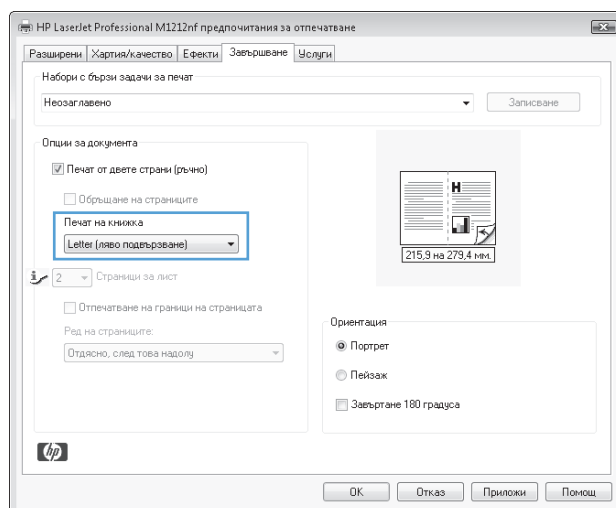 HP LaserJet Professional M1212nf предпочитания за отпечатване
Разширени Хартия/качество Ефекти Завършване Услуги
Набори с бързи задачи за печат
Неозаглавено
Записване
Опции за документа
Печат от двете страни (ръчно)
Обръщане на страниците
Печат на книжка
Letter (ляво подвързване)
2 Страници за лист
Отпечатване на граници на страницата
Ред на страниците:
Отдясно, след това надолу
H
215,9 на 279,4 мм.
Ориентация
Портрет
Пейзаж
Завъртане 180 градуса
hp
OK Отказ Приложи Помощ